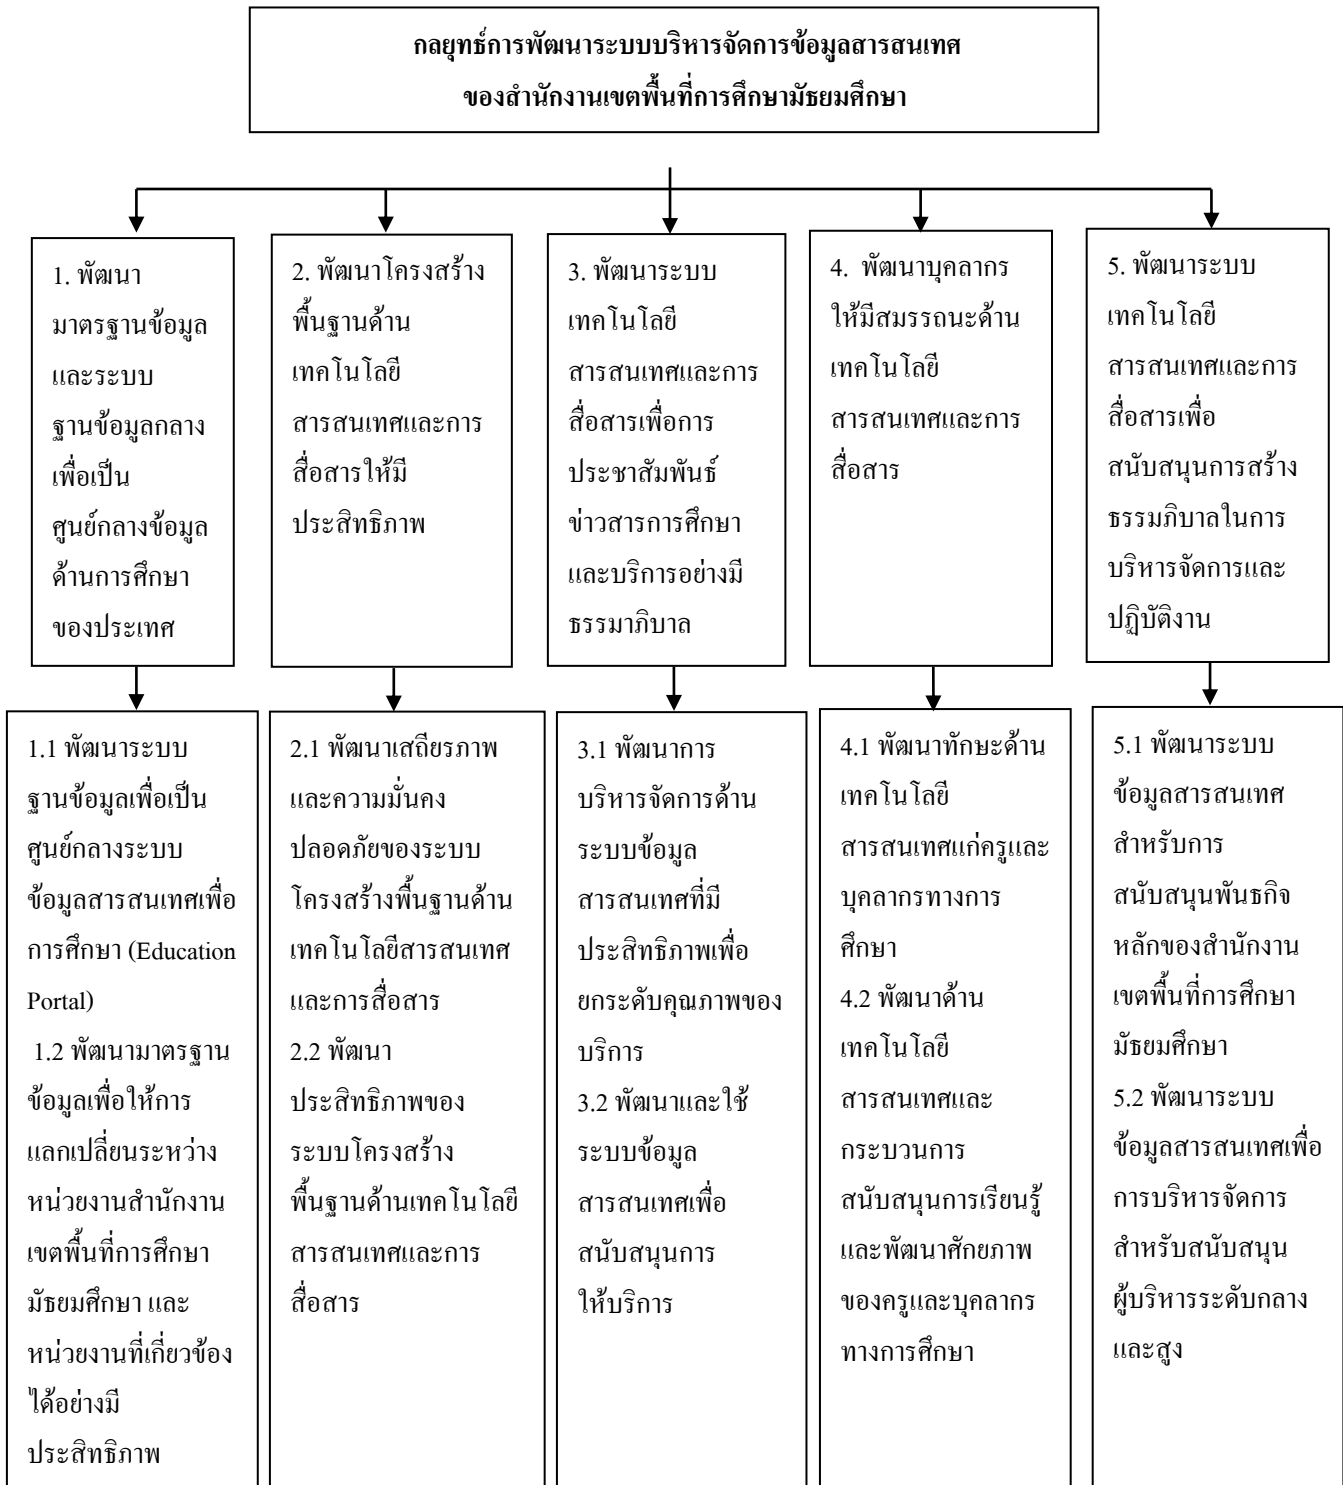 กลยุทธ์การพัฒนาระบบบริหารจัดการข้อมูลสารสนเทศ
ของสำนักงานเขตพื้นที่การศึกษามัธยมศึกษา
1. พัฒนา
มาตรฐานข้อมูล
และระบบ
ฐานข้อมูลกลาง
เพื่อเป็น
ศูนย์กลางข้อมูล
ด้านการศึกษา
ของประเทศ
2. พัฒนาโครงสร้าง
พื้นฐานด้าน
เทคโนโลยี
สารสนเทศและการ
สื่อสารให้มี
ประสิทธิภาพ
3. พัฒนาระบบ
เทคโนโลยี
สารสนเทศและการ
สื่อสารเพื่อการ
ประชาสัมพันธ์
ข่าวสารการศึกษา
และบริการอย่างมี
ธรรมาภิบาล
4. พัฒนาบุคลากร
ให้มีสมรรถนะด้าน
เทคโนโลยี
สารสนเทศและการ
สื่อสาร
5. พัฒนาระบบ
เทคโนโลยี
สารสนเทศและการ
สื่อสารเพื่อ
สนับสนุนการสร้าง
ธรรมภิบาลในการ
บริหารจัดการและ
ปฏิบัติงาน
1.1 พัฒนาระบบ
ฐานข้อมูลเพื่อเป็น
ศูนย์กลางระบบ
ข้อมูลสารสนเทศเพื่อ
การศึกษา (Education
Portal)
1.2 พัฒนามาตรฐาน
ข้อมูลเพื่อให้การ
แลกเปลี่ยนระหว่าง
หน่วยงานสำนักงาน
เขตพื้นที่การศึกษา
มัธยมศึกษา และ
หน่วยงานที่เกี่ยวข้อง
ได้อย่างมี
ประสิทธิภาพ
2.1 พัฒนาเสถียรภาพ
และความมั่นคง
ปลอดภัยของระบบ
โครงสร้างพื้นฐานด้าน
เทคโนโลยีสารสนเทศ
และการสื่อสาร
2.2 พัฒนา
ประสิทธิภาพของ
ระบบโครงสร้าง
พื้นฐานด้านเทคโนโลยี
สารสนเทศและการ
สื่อสาร
3.1 พัฒนาการ
บริหารจัดการด้าน
ระบบข้อมูล
สารสนเทศที่มี
ประสิทธิภาพเพื่อ
ยกระดับคุณภาพของ
บริการ
3.2 พัฒนาและใช้
ระบบข้อมูล
สารสนเทศเพื่อ
สนับสนุนการ
ให้บริการ
4.1 พัฒนาทักษะด้าน
เทคโนโลยี
สารสนเทศแก่ครูและ
บุคลากรทางการ
ศึกษา
4.2 พัฒนาด้าน
เทคโนโลยี
สารสนเทศและ
กระบวนการ
สนับสนุนการเรียนรู้
และพัฒนาศักยภาพ
ของครูและบุคลากร
ทางการศึกษา
5.1 พัฒนาระบบ
ข้อมูลสารสนเทศ
สำหรับการ
สนับสนุนพันธกิจ
หลักของสำนักงาน
เขตพื้นที่การศึกษา
มัธยมศึกษา
5.2 พัฒนาระบบ
ข้อมูลสารสนเทศเพื่อ
การบริหารจัดการ
สำหรับสนับสนุน
ผู้บริหารระดับกลาง
และสูง